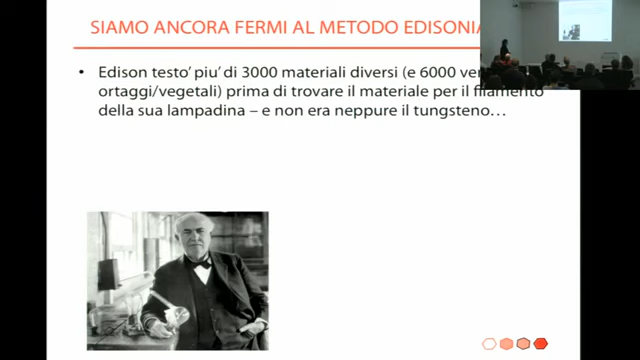 SIAMO ANCORA FERMI AL METODO
• Edison testo' piu' di 3000 materiali diversi (e 6000
ortaggi/vegetali) prima di trovare il materiale per il filamento
della sua lampadina – e non era neppure il tungsteno…